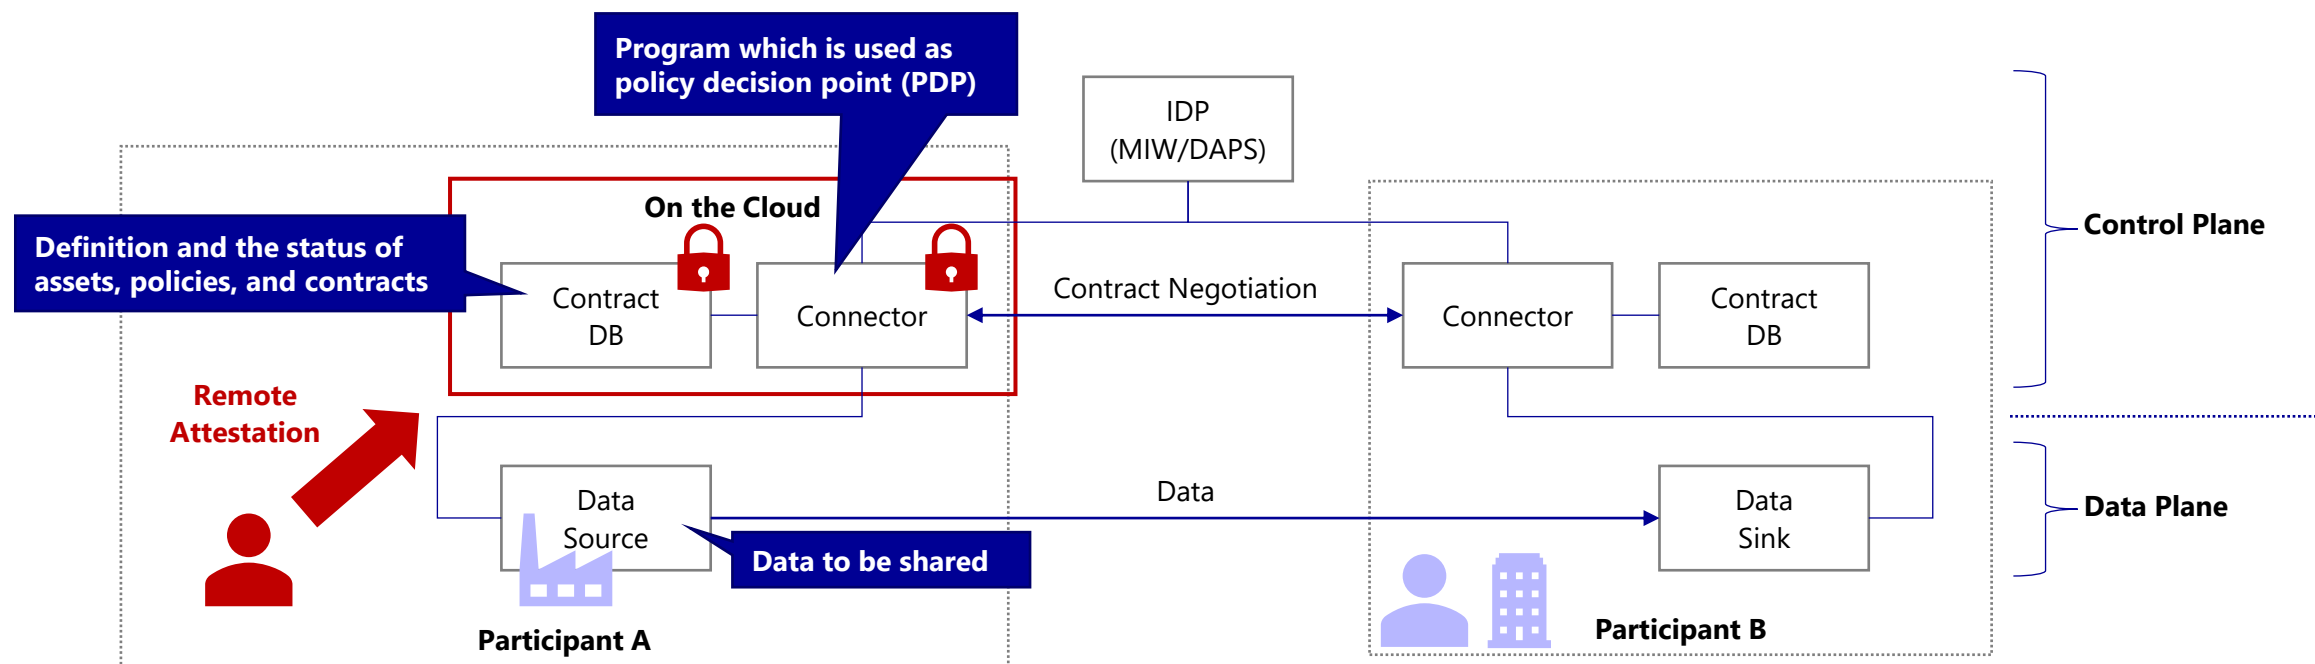 Program which is used as
policy decision point (PDP)
IDP
(MIW/DAPS)
On the Cloud
Control Plane
Definition and the status of
assets, policies, and contracts
Contract
DB
Connector
Contract Negotiation
Connector
Contract
DB
Remote
Attestation
Data
Source
Data
Data
Sink
Data Plane
Data to be shared
Participant A
Participant B